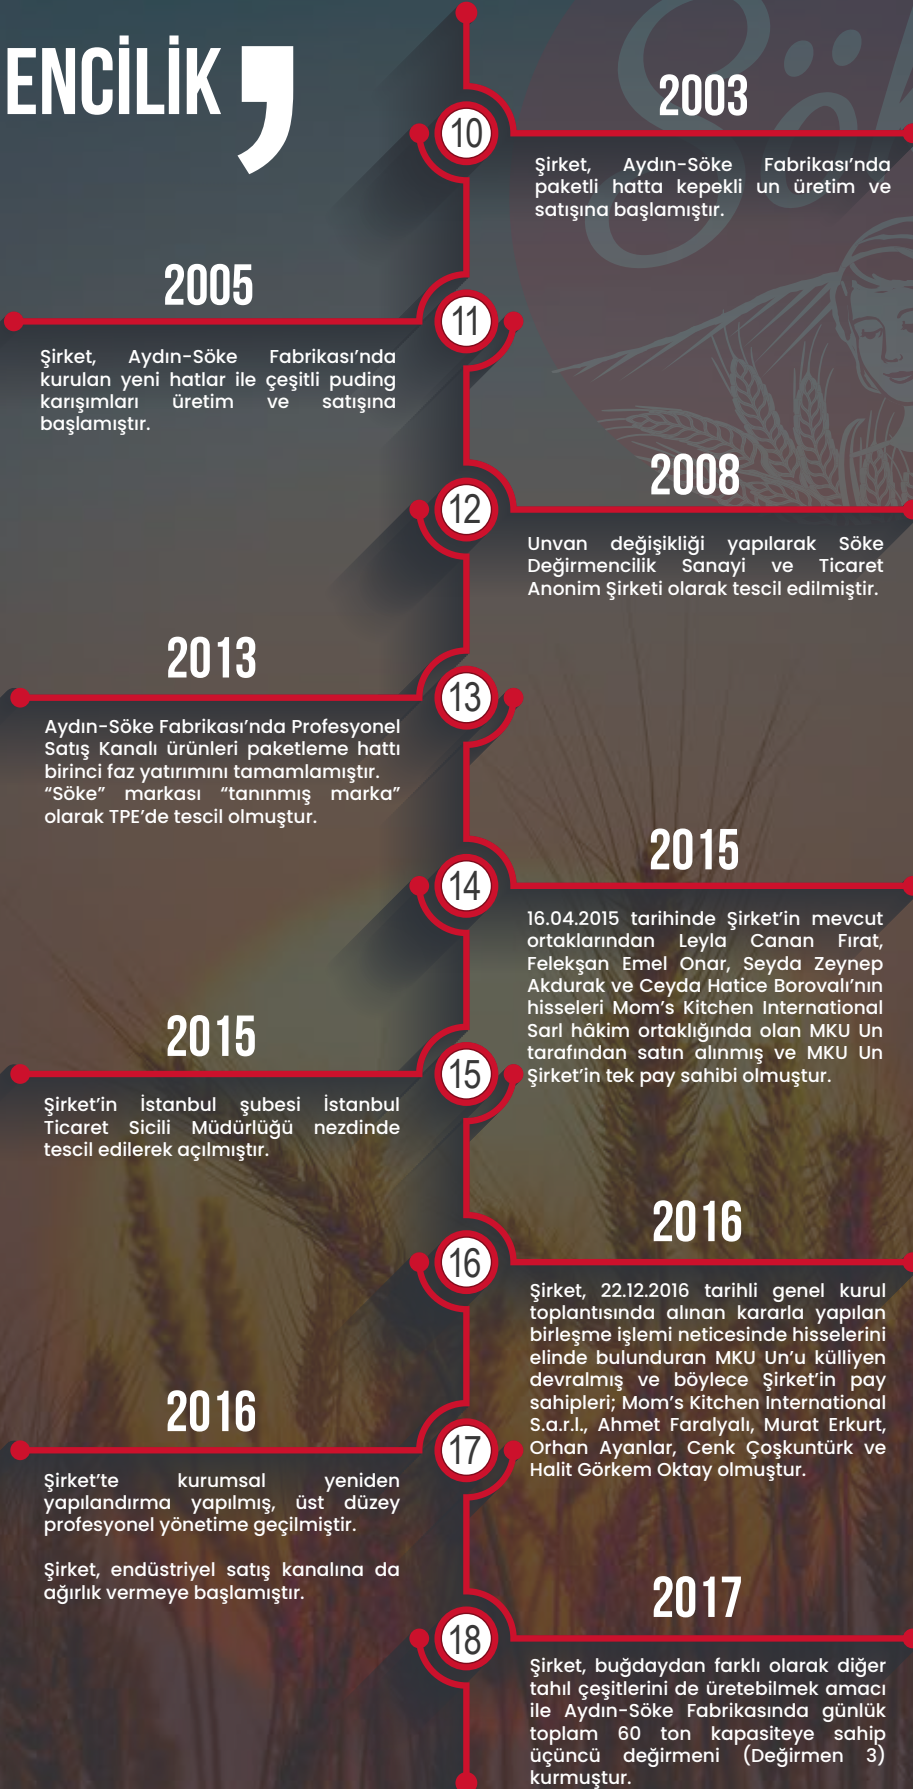 ENCİLİK
2003
10
Şirket, Aydın-Söke Fabrikası’nda
paketli hatta kepekli un üretim ve
satışına başlamıştır.
2005
11
Şirket, Aydın-Söke Fabrikası’nda
kurulan yeni hatlar ile çeşitli puding
karışımları üretim ve satışına
başlamıştır.
2008
12
Unvan değişikliği yapılarak Söke
Değirmencilik Sanayi ve Ticaret
Anonim Şirketi olarak tescil edilmiştir.
2013
13
Aydın-Söke Fabrikası’nda Profesyonel
Satış Kanalı ürünleri paketleme hattı
birinci faz yatırımını tamamlamıştır.
“Söke” markası “tanınmış marka”
olarak TPE’de tescil olmuştur.
2015
14
16.04.2015 tarihinde Şirket’in mevcut
ortaklarından Leyla Canan Fırat,
Felekşan Emel Onar, Seyda Zeynep
Akdurak ve Ceyda Hatice Borovalı’nın
hisseleri Mom’s Kitchen International
Sarl hâkim ortaklığında olan MKU Un
tarafından satın alınmış ve MKU Un
Şirket’in tek pay sahibi olmuştur.
2015
15
Şirket’in İstanbul şubesi İstanbul
Ticaret Sicili Müdürlüğü nezdinde
tescil edilerek açılmıştır.
2016
16
Şirket, 22.12.2016 tarihli genel kurul
toplantısında alınan kararla yapılan
birleşme işlemi neticesinde hisselerini
elinde bulunduran MKU Un’u külliyen
devralmış ve böylece Şirket’in pay
sahipleri; Mom’s Kitchen International
S.a.r.l., Ahmet Faralyalı, Murat Erkurt,
Orhan Ayanlar, Cenk Çoşkuntürk ve
Halit Görkem Oktay olmuştur.
2016
17
Şirket’te kurumsal yeniden
yapılandırma yapılmış, üst düzey
profesyonel yönetime geçilmiştir.
Şirket, endüstriyel satış kanalına da
ağırlık vermeye başlamıştır.
2017
18
Şirket, buğdaydan farklı olarak diğer
tahıl çeşitlerini de üretebilmek amacı
ile Aydın-Söke Fabrikasında günlük
toplam 60 ton kapasiteye sahip
üçüncü değirmeni (Değirmen 3)
kurmuştur.